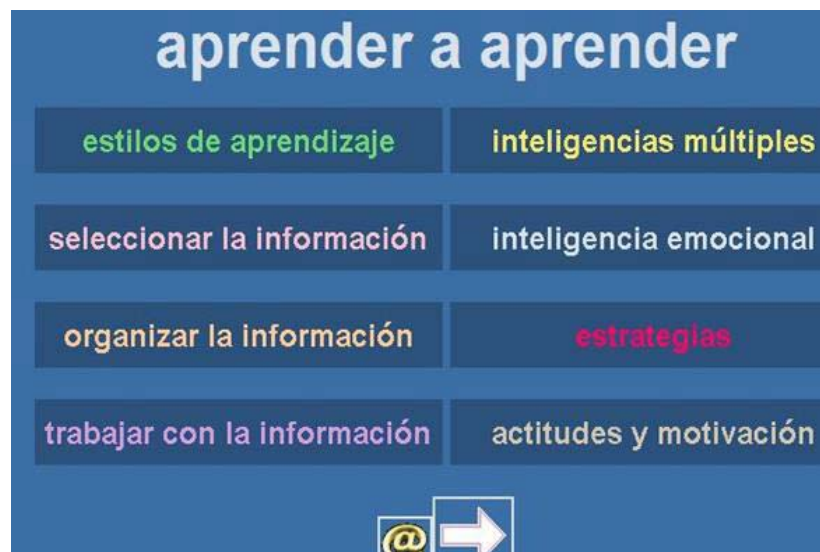 aprender a aprender
estilos de aprendizaje
inteligencias múltiples
seleccionar la información
inteligencia emocional
organizar la información
estrategias
trabajar con la información
actitudes y motivación
@